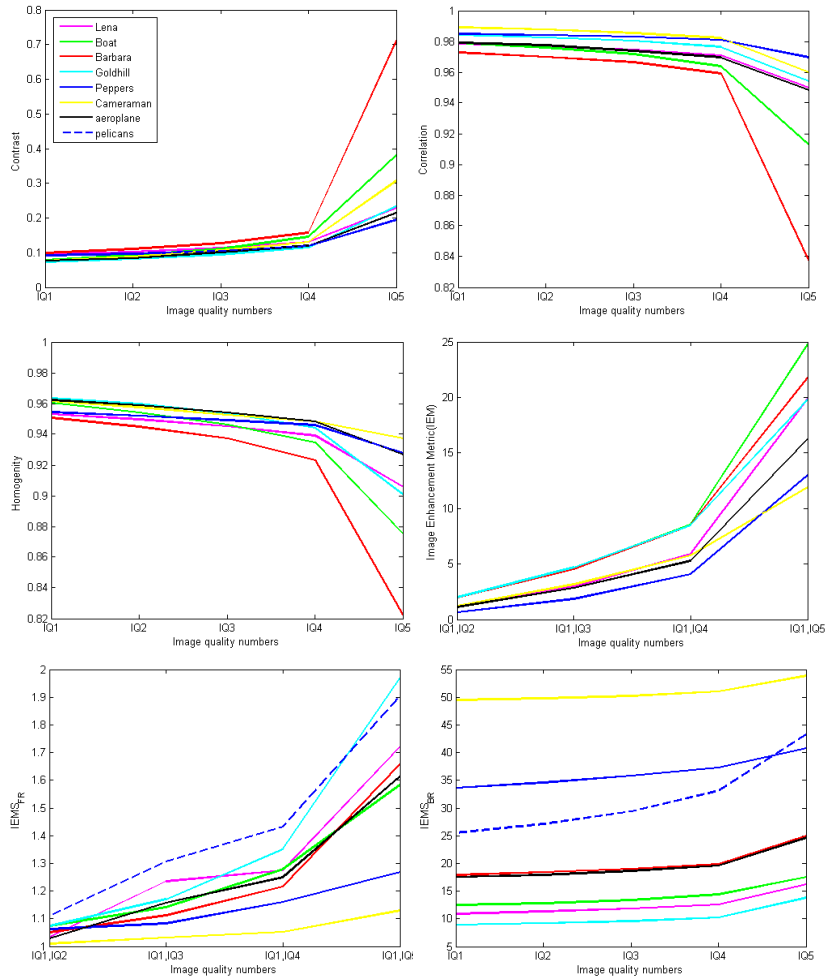 0.8
0.7
0.6
0.5
0.4
0.3
0.2
0.1
0
Contrast
Lena
Boat
Barbara
Goldhill
Peppers
Cameraman
aeroplane
pelicans
IQ1 IQ2 IQ3 IQ4 IQ5
Image quality numbers
1
0.98
0.96
0.94
0.92
0.9
0.88
0.86
0.84
0.82
Correlation
IQ1 IQ2 IQ3 IQ4 IQ5
Image quality numbers
1
0.98
0.96
0.94
0.92
0.9
0.88
0.86
0.84
0.82
Homogenity
IQ1 IQ2 IQ3 IQ4 IQ5
Image quality numbers
25
20
15
10
5
0
Image Enhancement Metric(IEM)
IQ1,IQ2 IQ1,IQ3 IQ1,IQ4 IQ1,IQ5
Image quality numbers
2
1.9
1.8
1.7
1.6
1.5
1.4
1.3
1.2
1.1
1
IEMS_FR
IQ1,IQ2 IQ1,IQ3 IQ1,IQ4 IQ1,IQ5
Image quality numbers
55
50
45
40
35
30
25
20
15
10
5
IEMS_BR
IQ1 IQ2 IQ3 IQ4 IQ5
Image quality numbers